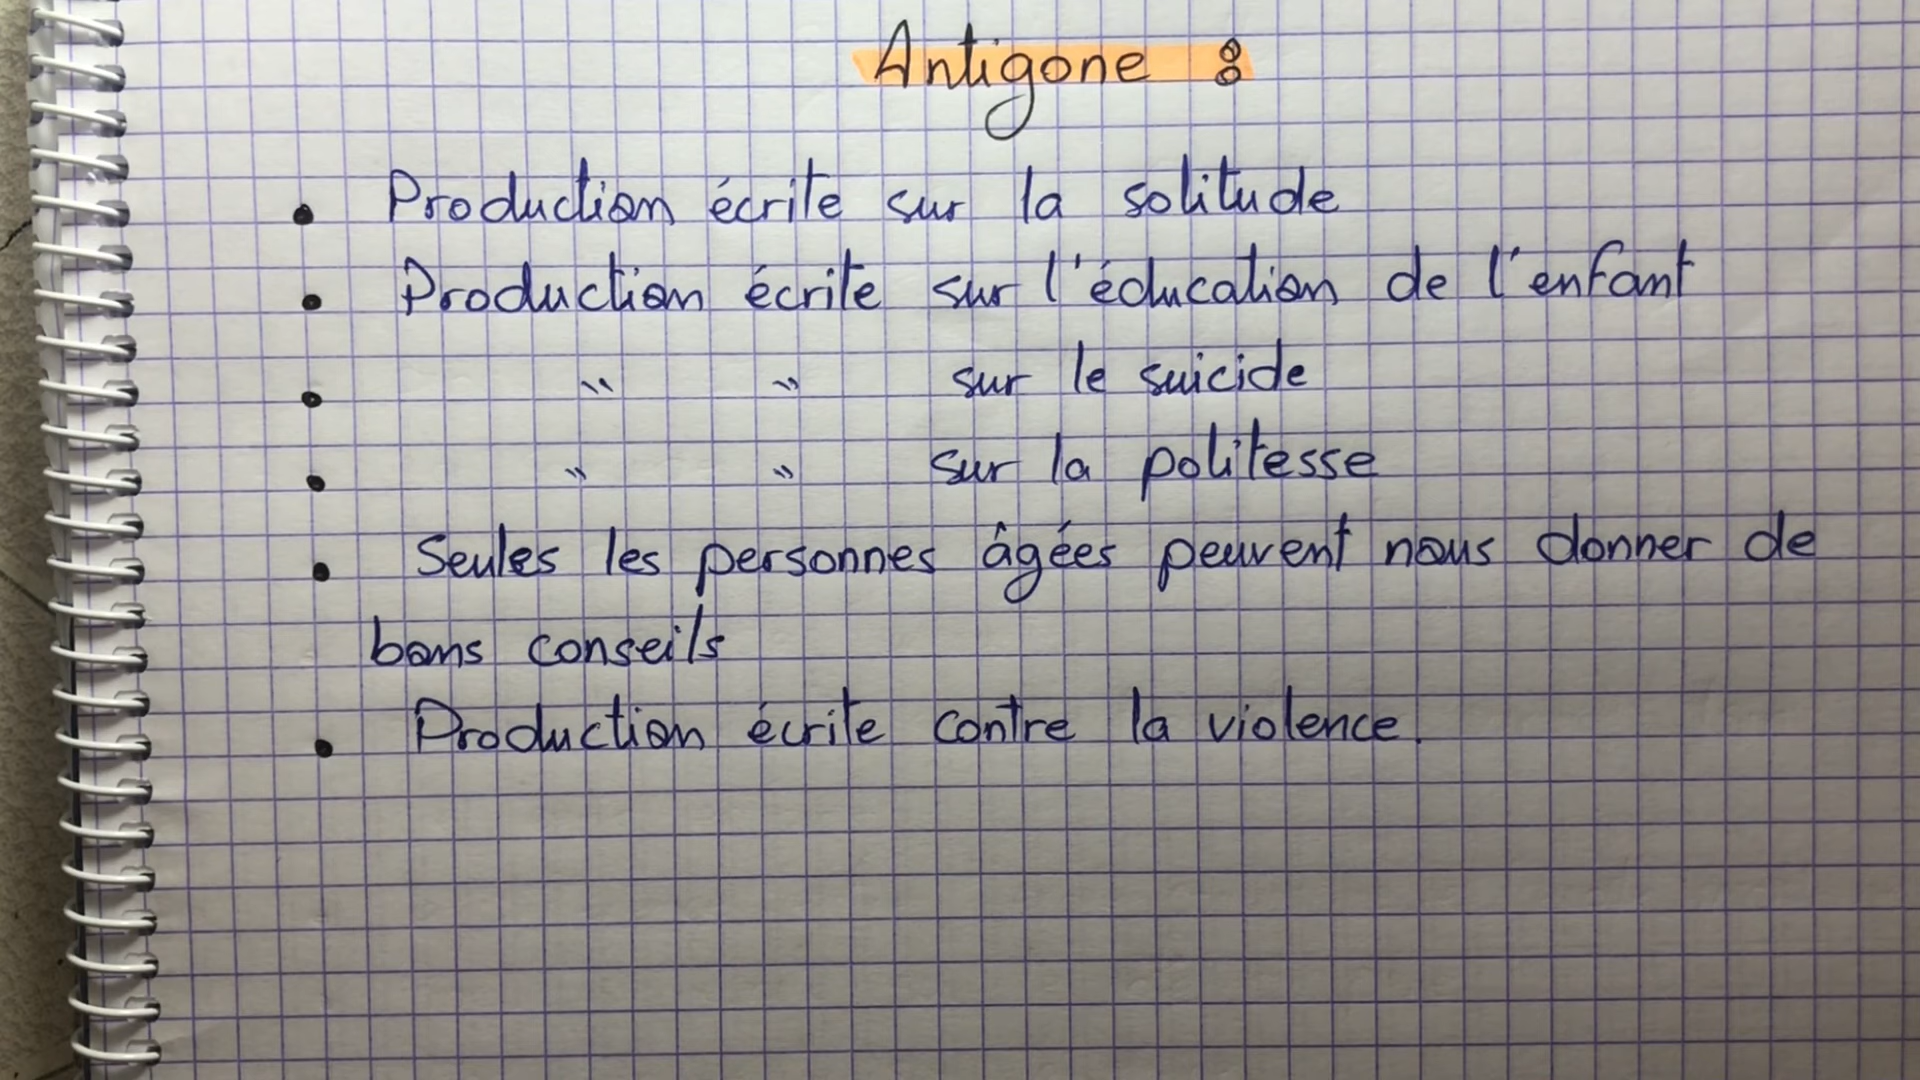 Antigone :
• Production écrite sur la solitude
• Production écrite sur l'éducation de l'enfant
• " " sur le suicide
• " " sur la politesse
• Seules les personnes âgées peuvent nous donner de
bons conseils
• Production écrite contre la violence.